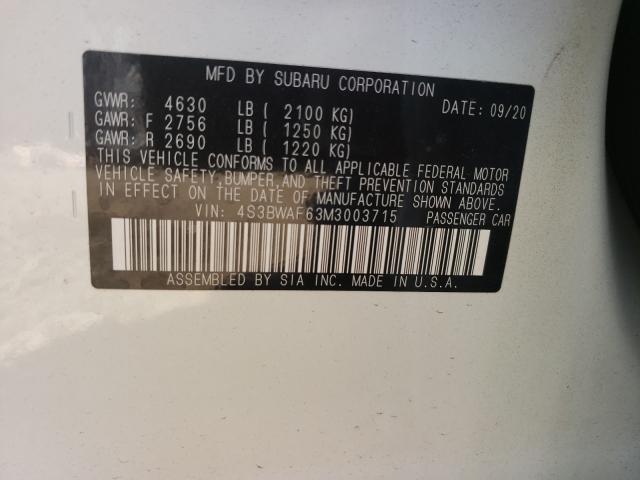 MFD BY SUBARU CORPORATION
GVWR: 4630 LB ( 2100 KG) DATE: 09/20
GAWR: F 2756 LB ( 1250 KG)
GAWR: R 2690 LB ( 1220 KG)
THIS VEHICLE CONFORMS TO ALL APPLICABLE FEDERAL MOTOR
VEHICLE SAFETY, BUMPER, AND THEFT PREVENTION STANDARDS
IN EFFECT ON THE DATE OF MANUFACTURE SHOWN ABOVE.
VIN: 4S3BWAF63M3003715 PASSENGER CAR
ASSEMBLED BY SIA INC. MADE IN U.S.A.